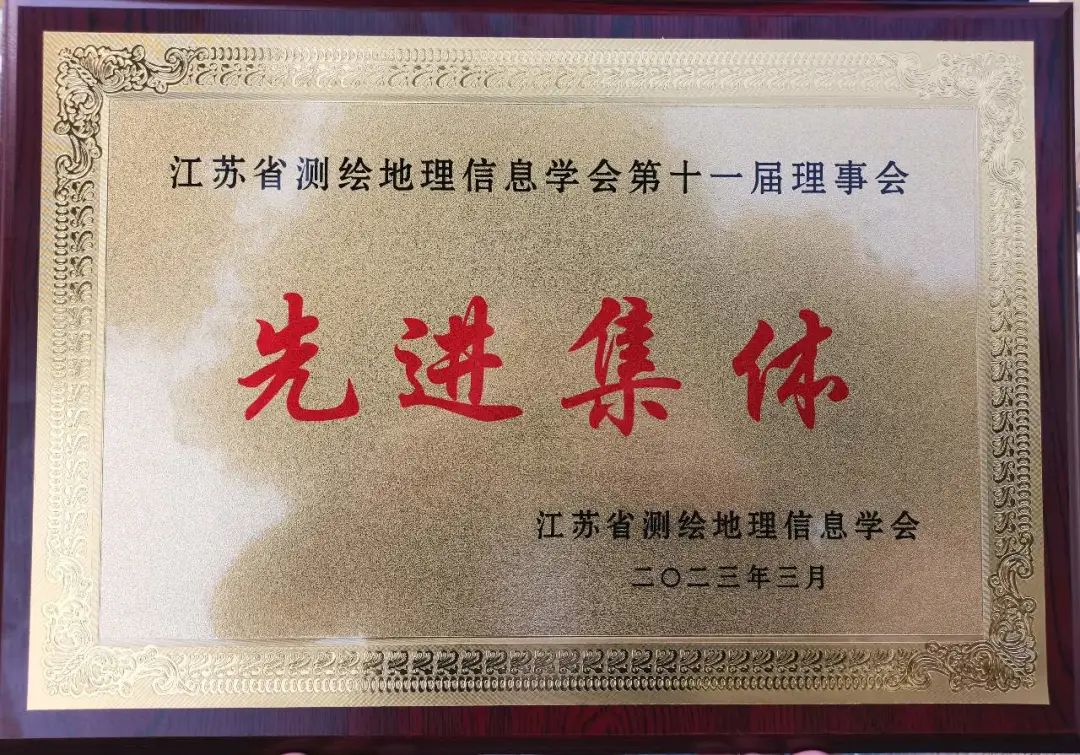 江苏省测绘地理信息学会第十一届理事会
先进集体
江苏省测绘地理信息学会
二〇二三年三月